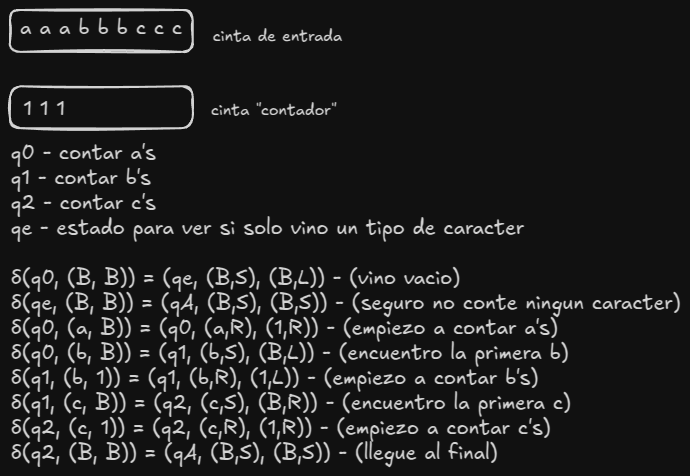 a a a b b b c c c cinta de entrada
1 1 1 cinta "contador"
q0 - contar a's
q1 - contar b's
q2 - contar c's
qe - estado para ver si solo vino un tipo de caracter
δ(q0, (B, B)) = (qe, (B,S), (B,L)) - (vino vacio)
δ(qe, (B, B)) = (qA, (B,S), (B,S)) - (seguro no conte ningun caracter)
δ(q0, (a, B)) = (q0, (a,R), (1,R)) - (empiezo a contar a's)
δ(q0, (b, B)) = (q1, (b,S), (B,L)) - (encuentro la primera b)
δ(q1, (b, 1)) = (q1, (b,R), (1,L)) - (empiezo a contar b's)
δ(q1, (c, B)) = (q2, (c,S), (B,R)) - (encuentro la primera c)
δ(q2, (c, 1)) = (q2, (c,R), (1,R)) - (empiezo a contar c's)
δ(q2, (B, B)) = (qA, (B,S), (B,S)) - (llegue al final)